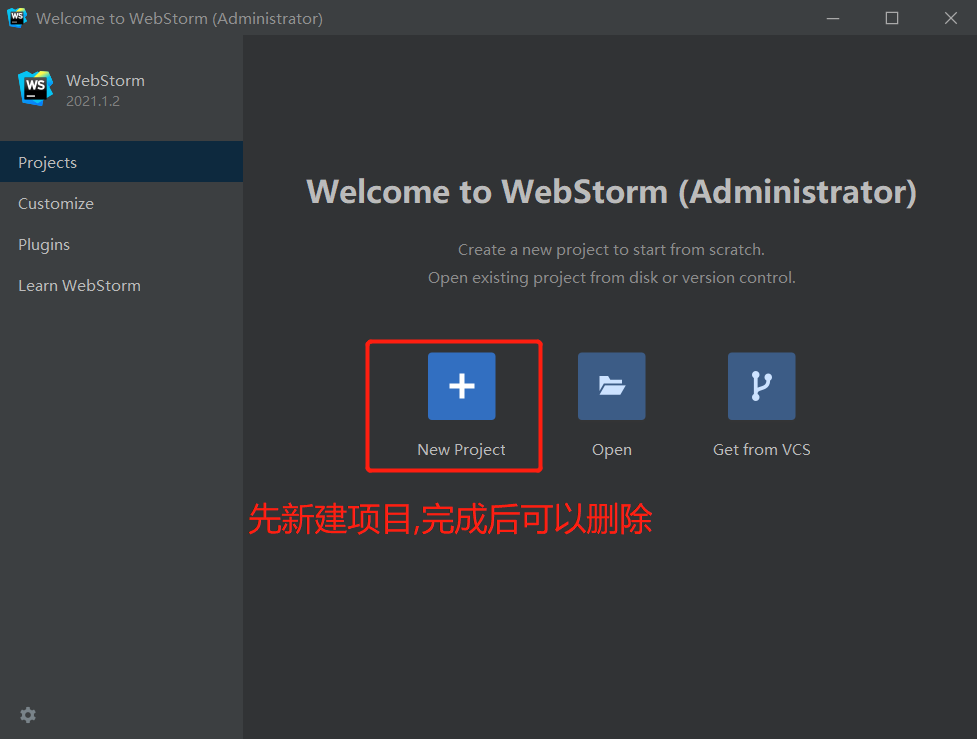 WS Welcome to WebStorm (Administrator)
WS
WebStorm
2021.1.2
Projects
Customize
Plugins
Learn WebStorm
Welcome to WebStorm (Administrator)
Create a new project to start from scratch.
Open existing project from disk or version control.
New Project
Open
Get from VCS
先新建项目,完成后可以删除